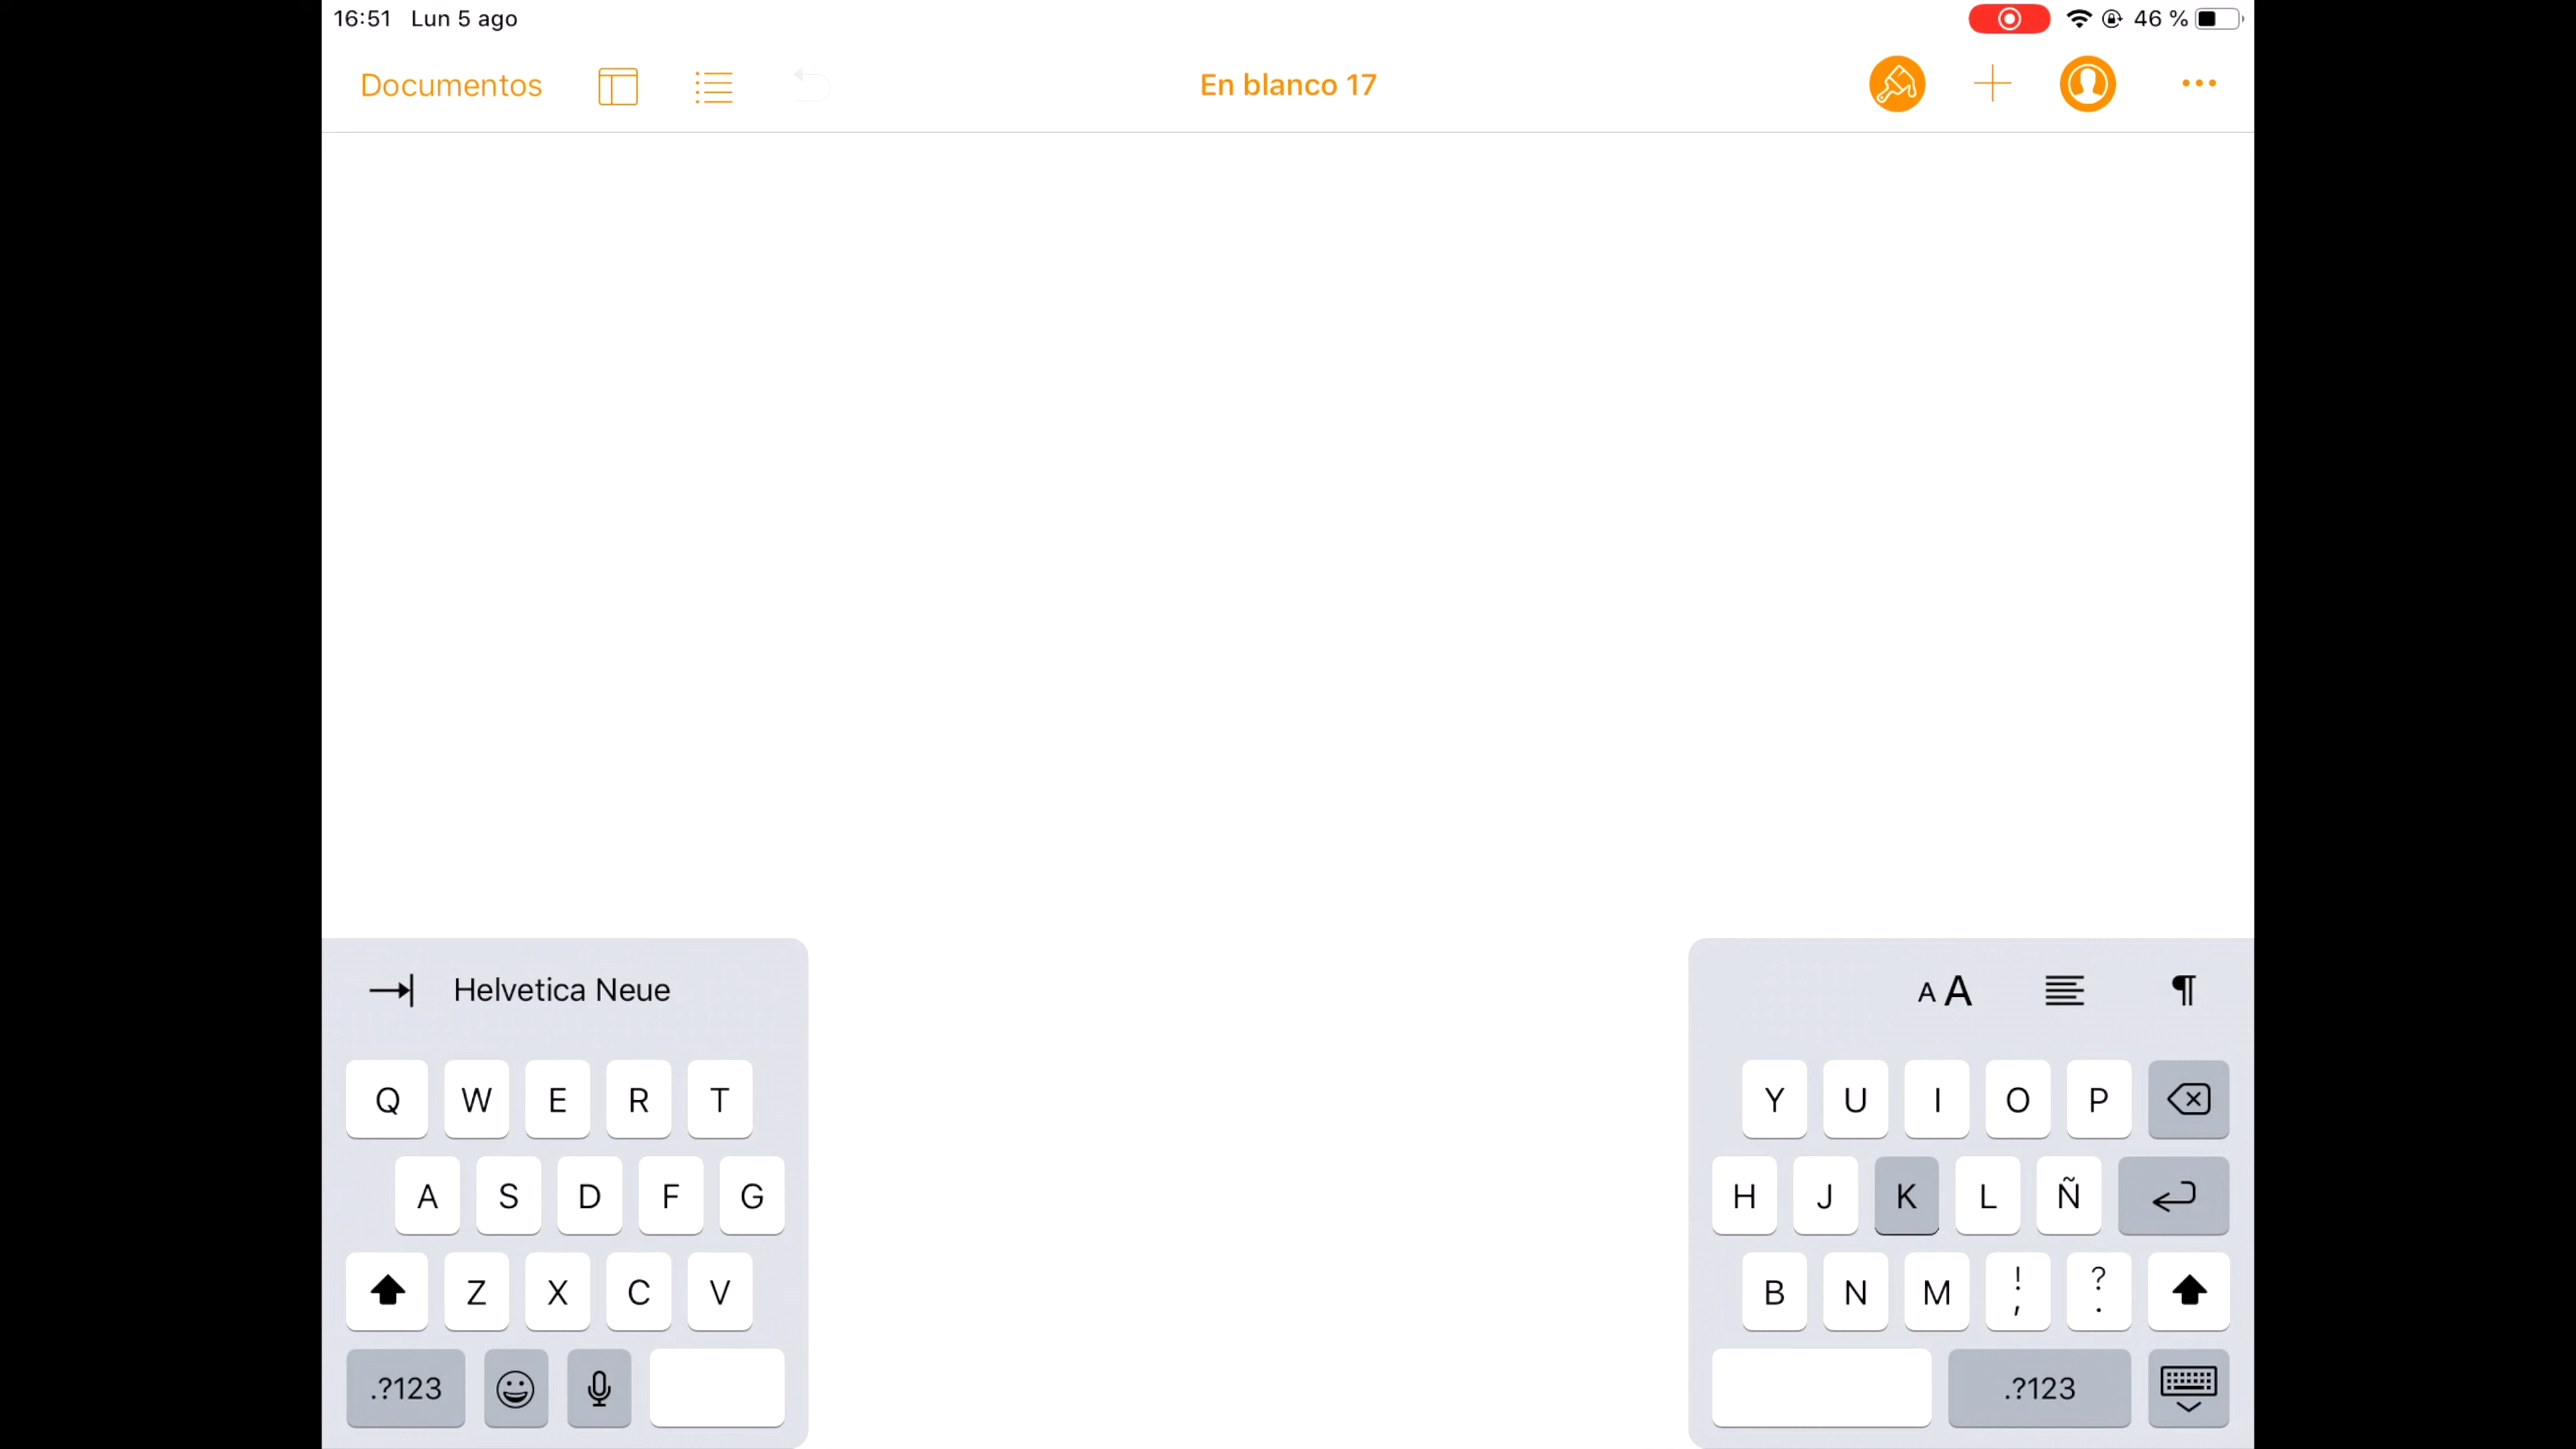 16:51 Lun 5 ago 46 %
Documentos En blanco 17
Helvetica Neue A A ¶
Q W E R T Y U I O P
A S D F G H J K L Ñ
Z X C V B N M ! , ? .
.?123 .?123